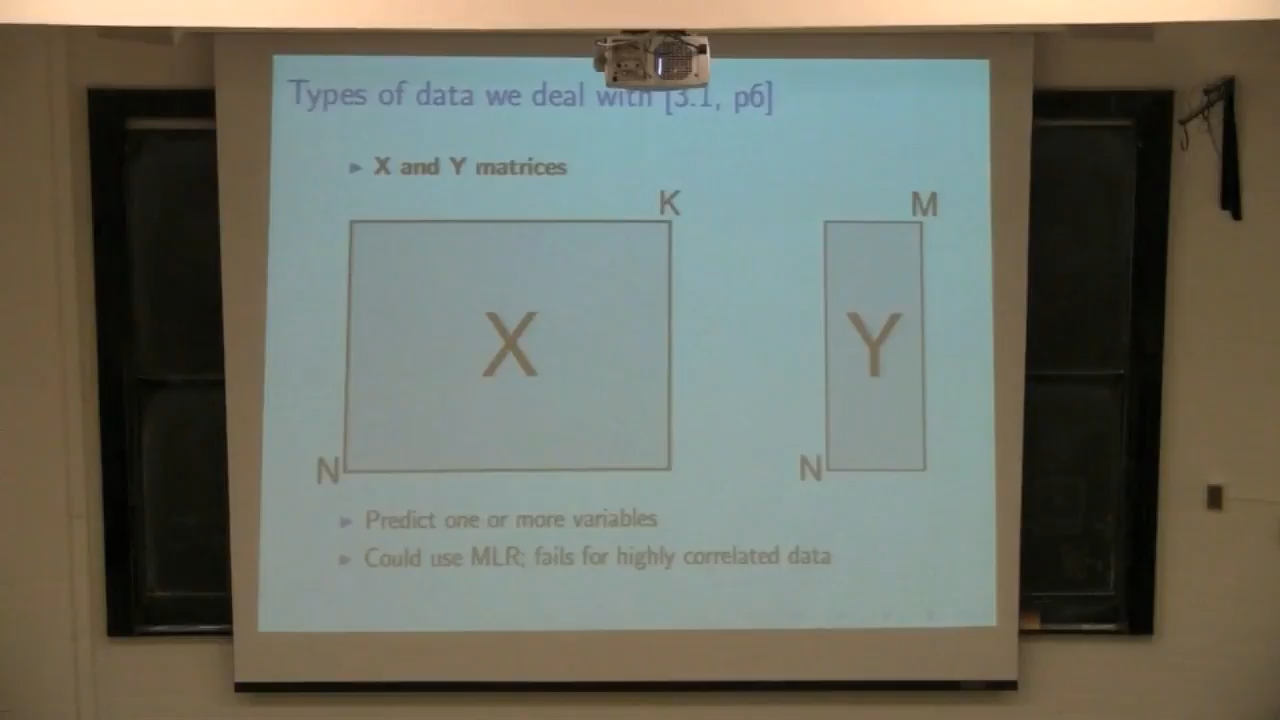 Types of data we deal with [3.1, p6]
► X and Y matrices
K
M
X
Y
N
N
► Predict one or more variables
► Could use MLR; fails for highly correlated data